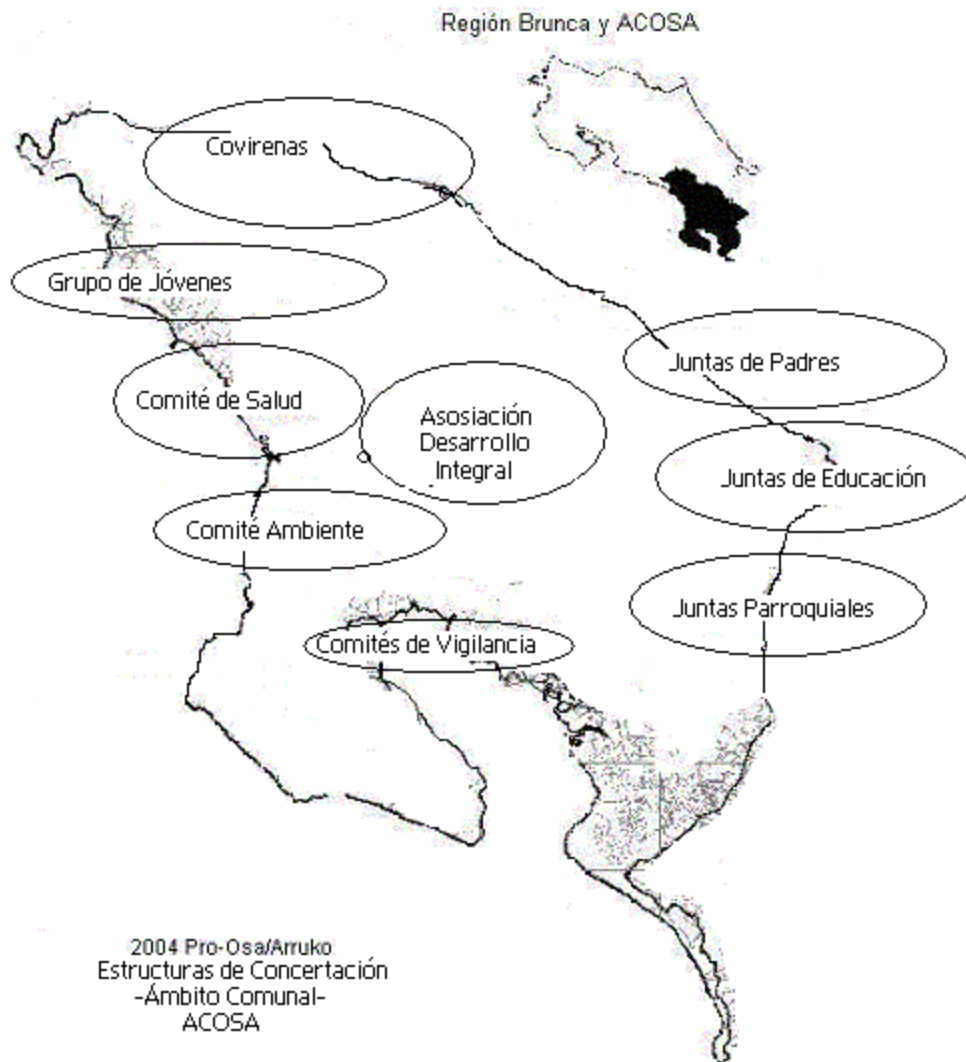 Región Brunca y ACOSA
Covirenas
Grupo de Jóvenes
Juntas de Padres
Comité de Salud
Asosiación
Desarrollo
Integral
Juntas de Educación
Comité Ambiente
Juntas Parroquiales
Comités de Vigilancia
2004 Pro-Osa/Arruko
Estructuras de Concertación
-Ámbito Comunal-
ACOSA